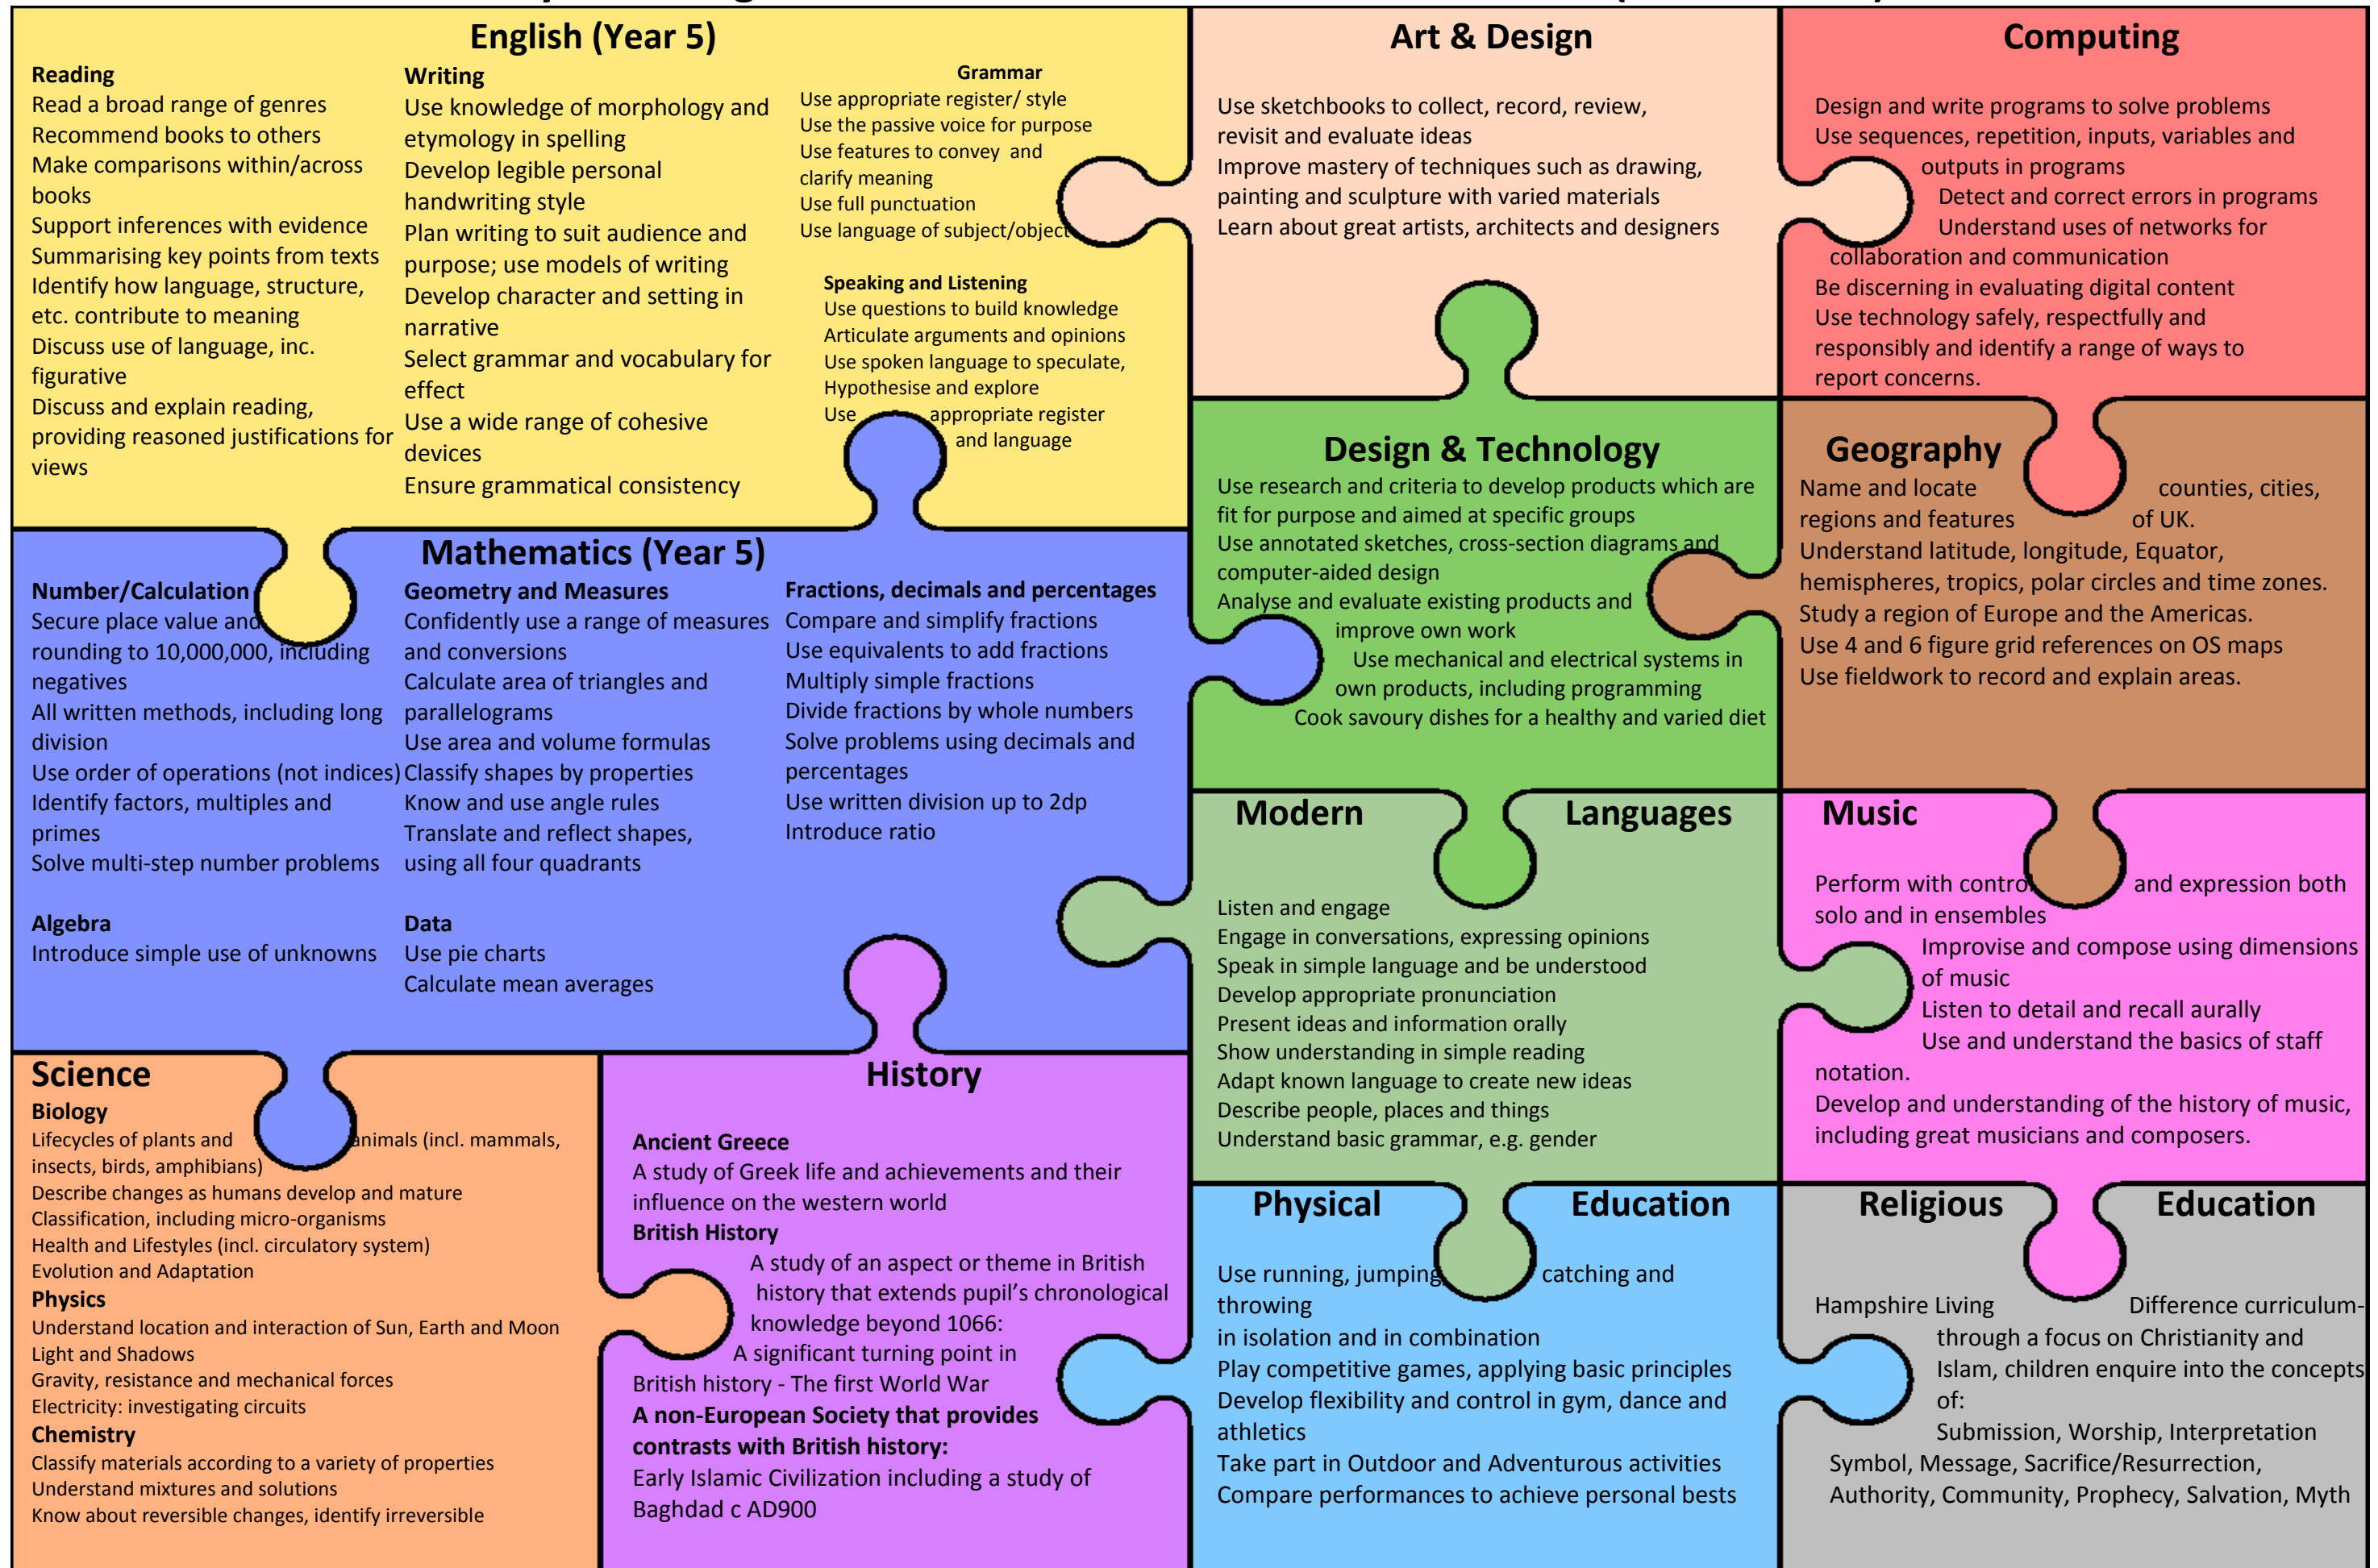 English (Year 5)
Reading
Read a broad range of genres
Recommend books to others
Make comparisons within/across
books
Support inferences with evidence
Summarising key points from texts
Identify how language, structure,
etc. contribute to meaning
Discuss use of language, inc.
figurative
Discuss and explain reading,
providing reasoned justifications for
views
Writing
Use knowledge of morphology and
etymology in spelling
Develop legible personal
handwriting style
Plan writing to suit audience and
purpose; use models of writing
Develop character and setting in
narrative
Select grammar and vocabulary for
effect
Use a wide range of cohesive
devices
Ensure grammatical consistency
Grammar
Use appropriate register/ style
Use the passive voice for purpose
Use features to convey and
clarify meaning
Use full punctuation
Use language of subject/object
Speaking and Listening
Use questions to build knowledge
Articulate arguments and opinions
Use spoken language to speculate,
Hypothesise and explore
Use appropriate register
and language
Art & Design
Use sketchbooks to collect, record, review,
revisit and evaluate ideas
Improve mastery of techniques such as drawing,
painting and sculpture with varied materials
Learn about great artists, architects and designers
Computing
Design and write programs to solve problems
Use sequences, repetition, inputs, variables and
outputs in programs
Detect and correct errors in programs
Understand uses of networks for
collaboration and communication
Be discerning in evaluating digital content
Use technology safely, respectfully and
responsibly and identify a range of ways to
report concerns.
Design & Technology
Use research and criteria to develop products which are
fit for purpose and aimed at specific groups
Use annotated sketches, cross-section diagrams and
computer-aided design
Analyse and evaluate existing products and
improve own work
Use mechanical and electrical systems in
own products, including programming
Cook savoury dishes for a healthy and varied diet
Geography
Name and locate counties, cities,
regions and features of UK.
Understand latitude, longitude, Equator,
hemispheres, tropics, polar circles and time zones.
Study a region of Europe and the Americas.
Use 4 and 6 figure grid references on OS maps
Use fieldwork to record and explain areas.
Mathematics (Year 5)
Number/Calculation
Secure place value and
rounding to 10,000,000, including
negatives
All written methods, including long
division
Use order of operations (not indices)
Identify factors, multiples and
primes
Solve multi-step number problems
Algebra
Introduce simple use of unknowns
Geometry and Measures
Confidently use a range of measures
and conversions
Calculate area of triangles and
parallelograms
Use area and volume formulas
Classify shapes by properties
Know and use angle rules
Translate and reflect shapes,
using all four quadrants
Data
Use pie charts
Calculate mean averages
Fractions, decimals and percentages
Compare and simplify fractions
Use equivalents to add fractions
Multiply simple fractions
Divide fractions by whole numbers
Solve problems using decimals and
percentages
Use written division up to 2dp
Introduce ratio
Modern Languages
Listen and engage
Engage in conversations, expressing opinions
Speak in simple language and be understood
Develop appropriate pronunciation
Present ideas and information orally
Show understanding in simple reading
Adapt known language to create new ideas
Describe people, places and things
Understand basic grammar, e.g. gender
Music
Perform with control and expression both
solo and in ensembles
Improvise and compose using dimensions
of music
Listen to detail and recall aurally
Use and understand the basics of staff
notation.
Develop and understanding of the history of music,
including great musicians and composers.
Science
Biology
Lifecycles of plants and animals (incl. mammals,
insects, birds, amphibians)
Describe changes as humans develop and mature
Classification, including micro-organisms
Health and Lifestyles (incl. circulatory system)
Evolution and Adaptation
Physics
Understand location and interaction of Sun, Earth and Moon
Light and Shadows
Gravity, resistance and mechanical forces
Electricity: investigating circuits
Chemistry
Classify materials according to a variety of properties
Understand mixtures and solutions
Know about reversible changes, identify irreversible
History
Ancient Greece
A study of Greek life and achievements and their
influence on the western world
British History
A study of an aspect or theme in British
history that extends pupil's chronological
knowledge beyond 1066:
A significant turning point in
British history - The first World War
A non-European Society that provides
contrasts with British history:
Early Islamic Civilization including a study of
Baghdad c AD900
Physical Education
Use running, jumping, catching and
throwing
in isolation and in combination
Play competitive games, applying basic principles
Develop flexibility and control in gym, dance and
athletics
Take part in Outdoor and Adventurous activities
Compare performances to achieve personal bests
Religious Education
Hampshire Living Difference curriculum-
through a focus on Christianity and
Islam, children enquire into the concepts
of:
Submission, Worship, Interpretation
Symbol, Message, Sacrifice/Resurrection,
Authority, Community, Prophecy, Salvation, Myth